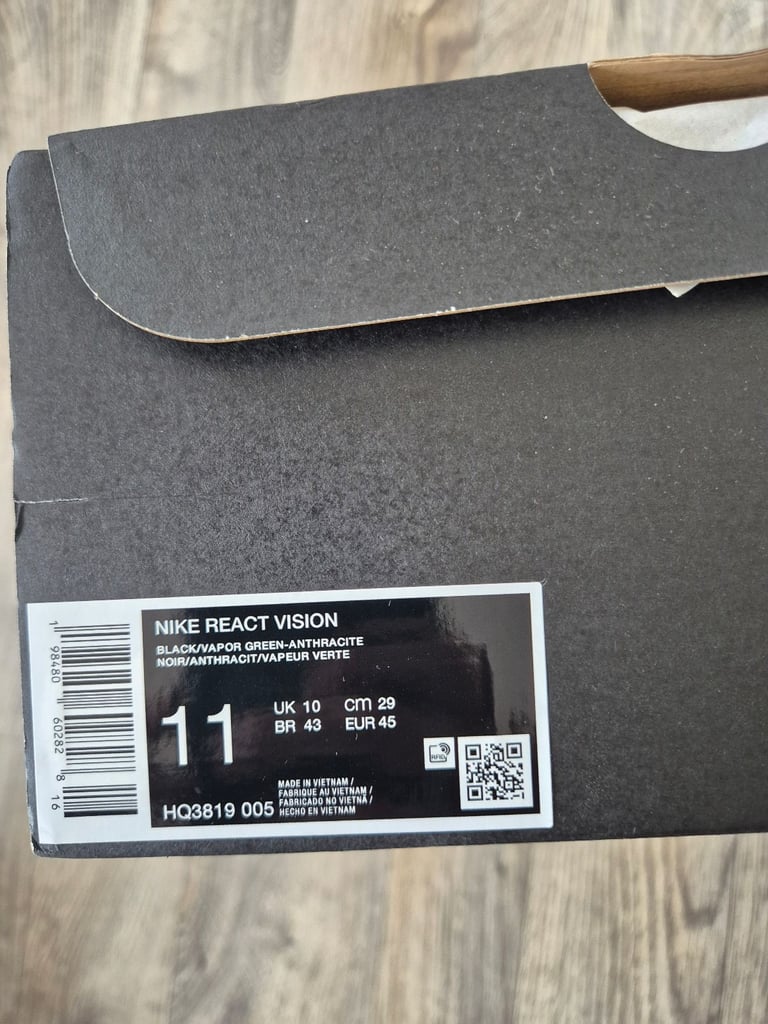 NIKE REACT VISION
BLACK/VAPOR GREEN-ANTHRACITE
NOIR/ANTHRACIT/VAPEUR VERTE
11
UK 10 CM 29
BR 43 EUR 45
HQ3819 005
MADE IN VIETNAM /
FABRIQUE AU VIETNAM /
FABRICADO NO VIETNÃ /
HECHO EN VIETNAM
RFID
1 98480 60282 8 16